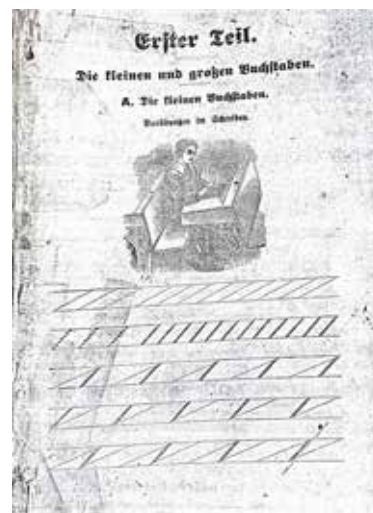 Erster Teil.
Die kleinen und großen Buchstaben.
A. Die kleinen Buchstaben.
Vorübungen im Schreiben.